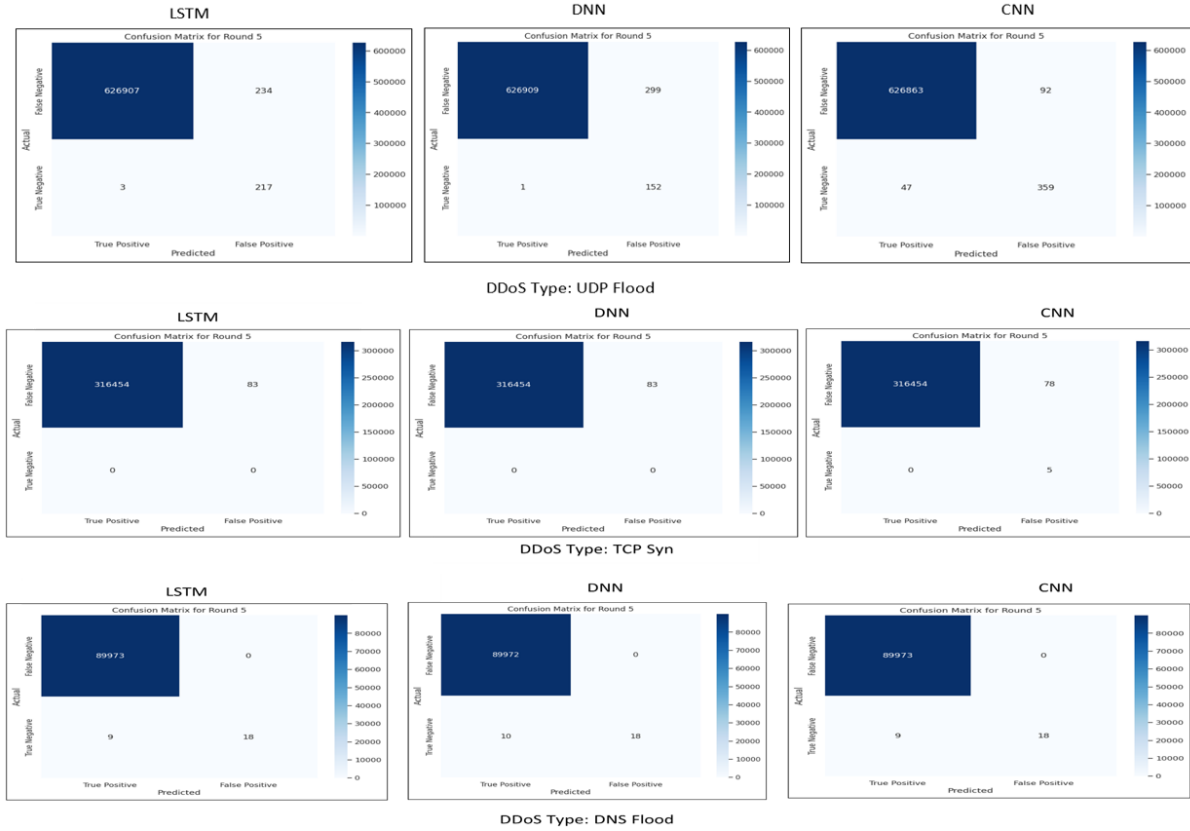 LSTM DNN CNN
Confusion Matrix for Round 5 Confusion Matrix for Round 5 Confusion Matrix for Round 5
False Negative 626907 234 600000 500000 400000 300000 200000 100000
Actual
True Negative 3 217
True Positive False Positive
Predicted
False Negative 626909 299 600000 500000 400000 300000 200000 100000
Actual
True Negative 1 152
True Positive False Positive
Predicted
False Negative 626863 92 600000 500000 400000 300000 200000 100000
Actual
True Negative 47 359
True Positive False Positive
Predicted
DDoS Type: UDP Flood
LSTM DNN CNN
Confusion Matrix for Round 5 Confusion Matrix for Round 5 Confusion Matrix for Round 5
False Negative 316454 83 300000 250000 200000 150000 100000 50000 0
Actual
True Negative 0 0
True Positive False Positive
Predicted
False Negative 316454 83 300000 250000 200000 150000 100000 50000 0
Actual
True Negative 0 0
True Positive False Positive
Predicted
False Negative 316454 78 300000 250000 200000 150000 100000 50000 0
Actual
True Negative 0 5
True Positive False Positive
Predicted
DDoS Type: TCP Syn
LSTM DNN CNN
Confusion Matrix for Round 5 Confusion Matrix for Round 5 Confusion Matrix for Round 5
False Negative 89973 0 80000 70000 60000 50000 40000 30000 20000 10000 0
Actual
True Negative 9 18
True Positive False Positive
Predicted
False Negative 89972 0 80000 70000 60000 50000 40000 30000 20000 10000 0
Actual
True Negative 10 18
True Positive False Positive
Predicted
False Negative 89973 0 80000 70000 60000 50000 40000 30000 20000 10000 0
Actual
True Negative 9 18
True Positive False Positive
Predicted
DDoS Type: DNS Flood